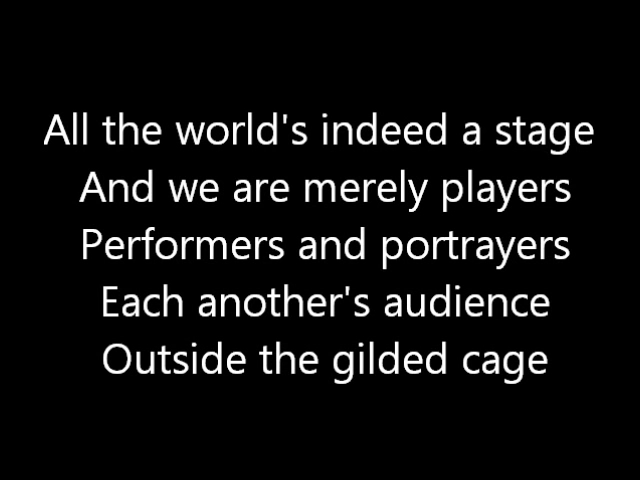 All the world's indeed a stage
And we are merely players
Performers and portrayers
Each another's audience
Outside the gilded cage